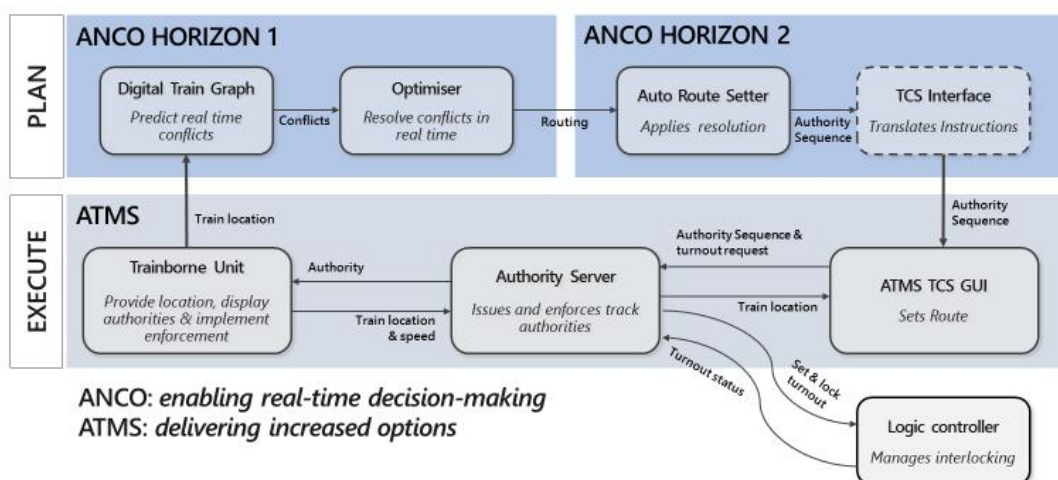 PLAN
ANCO HORIZON 1
Digital Train Graph
Predict real time
conflicts
Conflicts
Optimiser
Resolve conflicts in
real time
Routing
ANCO HORIZON 2
Auto Route Setter
Applies resolution
Authority
Sequence
TCS Interface
Translates Instructions
Train location
Authority
Sequence
EXECUTE
ATMS
Trainborne Unit
Provide location, display
authorities & implement
enforcement
Authority
Train location
& speed
Authority Server
Issues and enforces track
authorities
Authority Sequence &
turnout request
Train location
ATMS TCS GUI
Sets Route
Turnout status
Set & lock
turnout
Logic controller
Manages interlocking
ANCO: enabling real-time decision-making
ATMS: delivering increased options